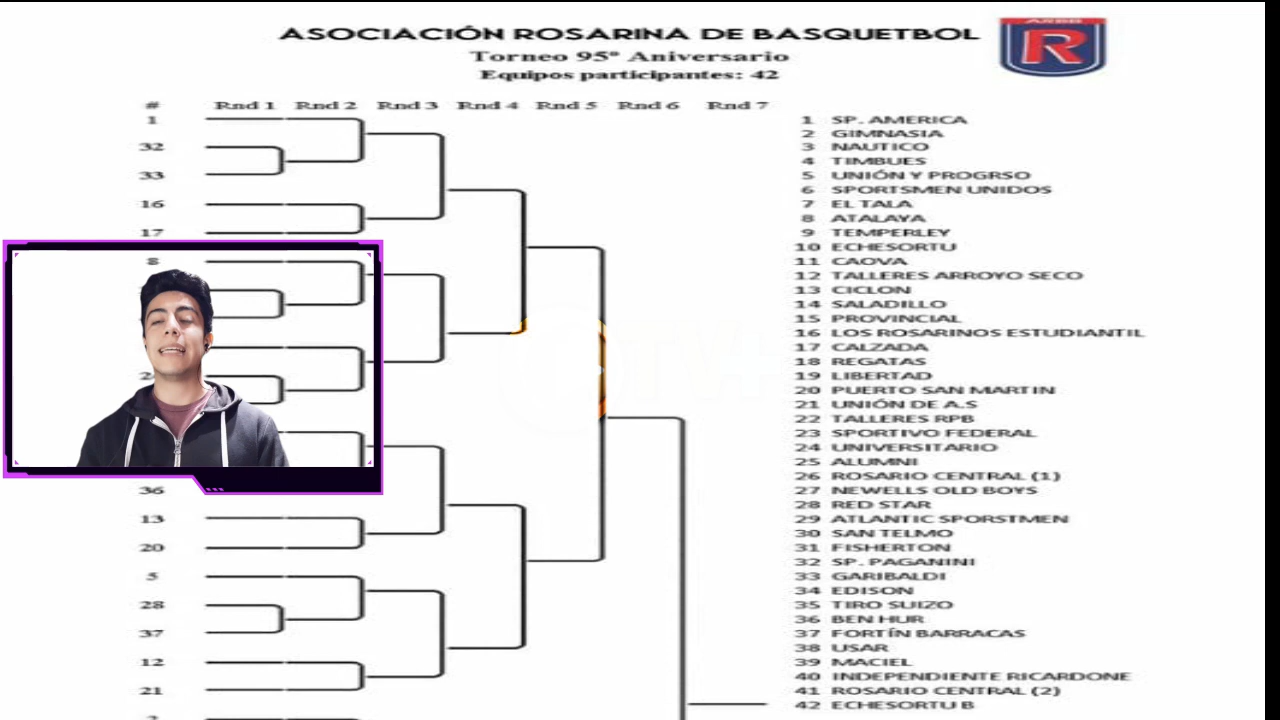 ASOCIACIÓN ROSARINA DE BASQUETBOL
Torneo 95º Aniversario
Equipos participantes: 42
# Rnd 1 Rnd 2 Rnd 3 Rnd 4 Rnd 5 Rnd 6 Rnd 7
1
32
33
16
17
8
36
13
20
5
28
37
12
21
R
1 SP. AMERICA
2 GIMNASIA
3 NAUTICO
4 TIMBUES
5 UNIÓN Y PROGRSO
6 SPORTSMEN UNIDOS
7 EL TALA
8 ATALAYA
9 TEMPERLEY
10 ECHESORTU
11 CAOVA
12 TALLERES ARROYO SECO
13 CICLON
14 SALADILLO
15 PROVINCIAL
16 LOS ROSARINOS ESTUDIANTIL
17 CALZADA
18 REGATAS
19 LIBERTAD
20 PUERTO SAN MARTIN
21 UNIÓN DE A.S
22 TALLERES RPB
23 SPORTIVO FEDERAL
24 UNIVERSITARIO
25 ALUMNI
26 ROSARIO CENTRAL (1)
27 NEWELLS OLD BOYS
28 RED STAR
29 ATLANTIC SPORSTMEN
30 SAN TELMO
31 FISHERTON
32 SP. PAGANINI
33 GARIBALDI
34 EDISON
35 TIRO SUIZO
36 BEN HUR
37 FORTÍN BARRACAS
38 USAR
39 MACIEL
40 INDEPENDIENTE RICARDONE
41 ROSARIO CENTRAL (2)
42 ECHESORTU B